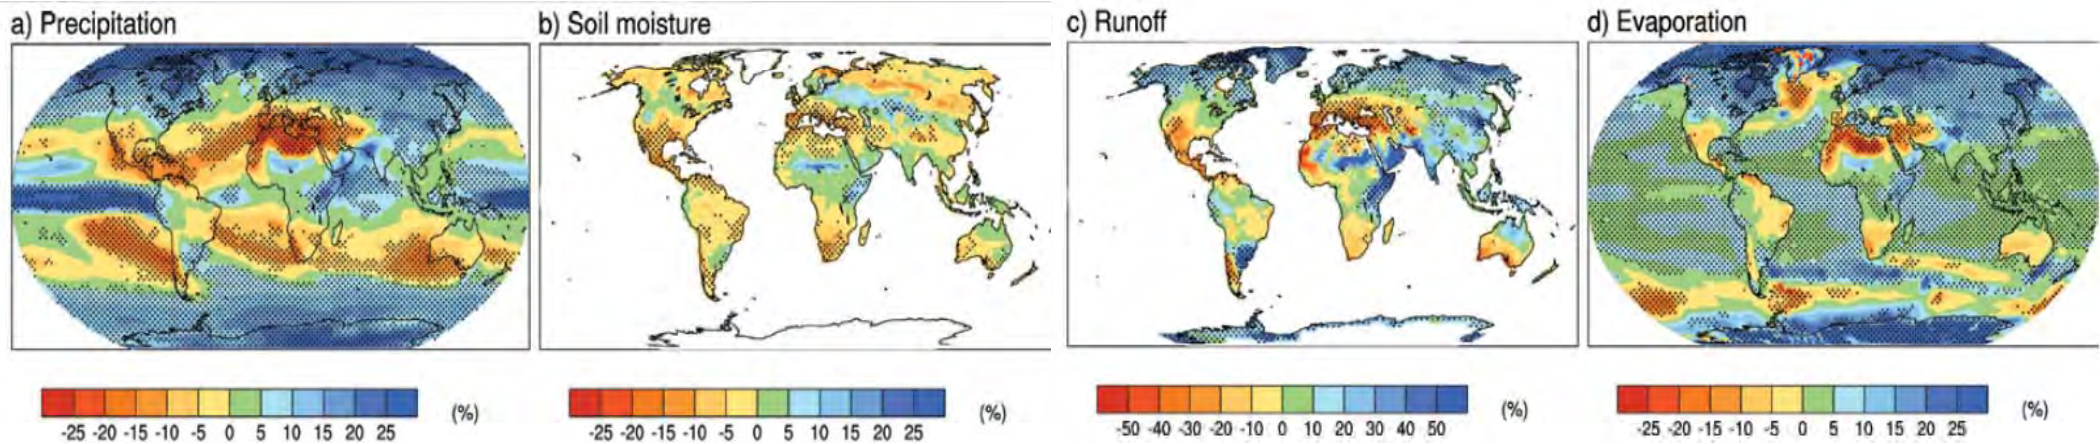 a) Precipitation
b) Soil moisture
c) Runoff
d) Evaporation
-25 -20 -15 -10 -5 0 5 10 15 20 25 (%)
-25 -20 -15 -10 -5 0 5 10 15 20 25 (%)
-50 -40 -30 -20 -10 0 10 20 30 40 50 (%)
-25 -20 -15 -10 -5 0 5 10 15 20 25 (%)